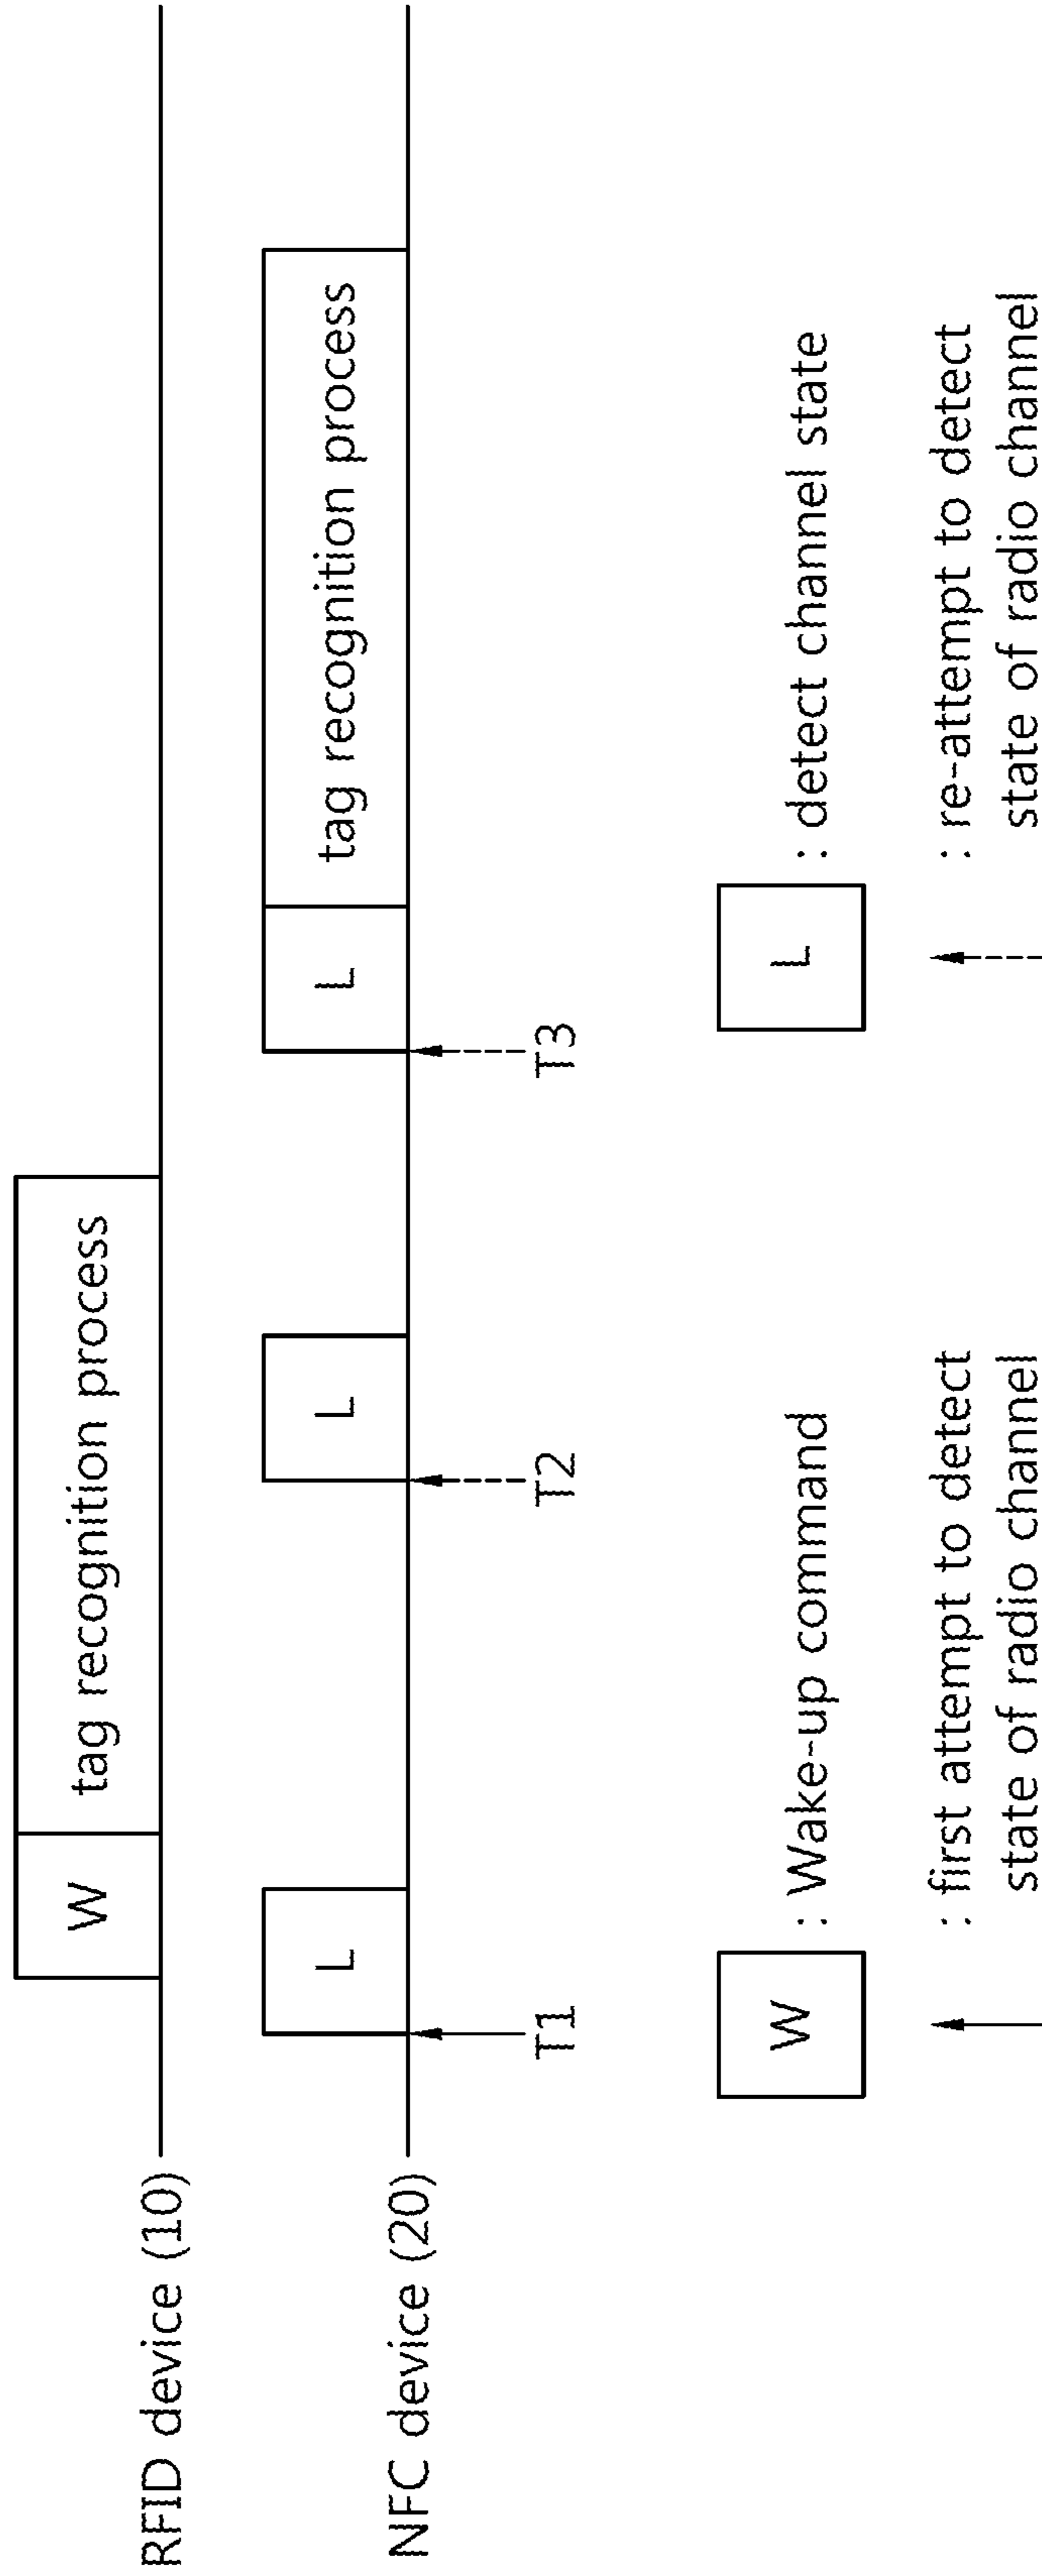 RFID device (10)
W
tag recognition process
NFC device (20)
L
L
L
tag recognition process
T1
T2
T3
W
: Wake-up command
L
: detect channel state
: first attempt to detect
state of radio channel
: re-attempt to detect
state of radio channel